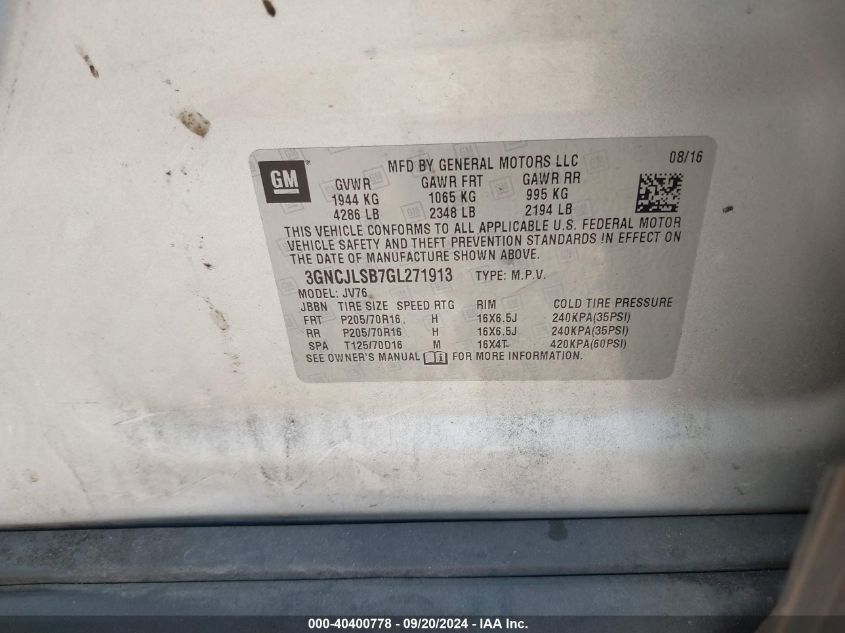 GM
MFD BY GENERAL MOTORS LLC 08/16
GVWR GAWR FRT GAWR RR
1944 KG 1065 KG 995 KG
4286 LB 2348 LB 2194 LB
THIS VEHICLE CONFORMS TO ALL APPLICABLE U.S. FEDERAL MOTOR
VEHICLE SAFETY AND THEFT PREVENTION STANDARDS IN EFFECT ON
THE DATE OF MANUFACTURE SHOWN ABOVE.
3GNCJLSB7GL271913 TYPE: M.P.V.
MODEL: JV76
JBBN TIRE SIZE SPEED RTG RIM COLD TIRE PRESSURE
FRT P205/70R16 H 16X6.5J 240KPA(35PSI)
RR P205/70R16 H 16X6.5J 240KPA(35PSI)
SPA T125/70D16 M 16X4T 420KPA(60PSI)
SEE OWNER'S MANUAL FOR MORE INFORMATION.
000-40400778 - 09/20/2024 - IAA Inc.